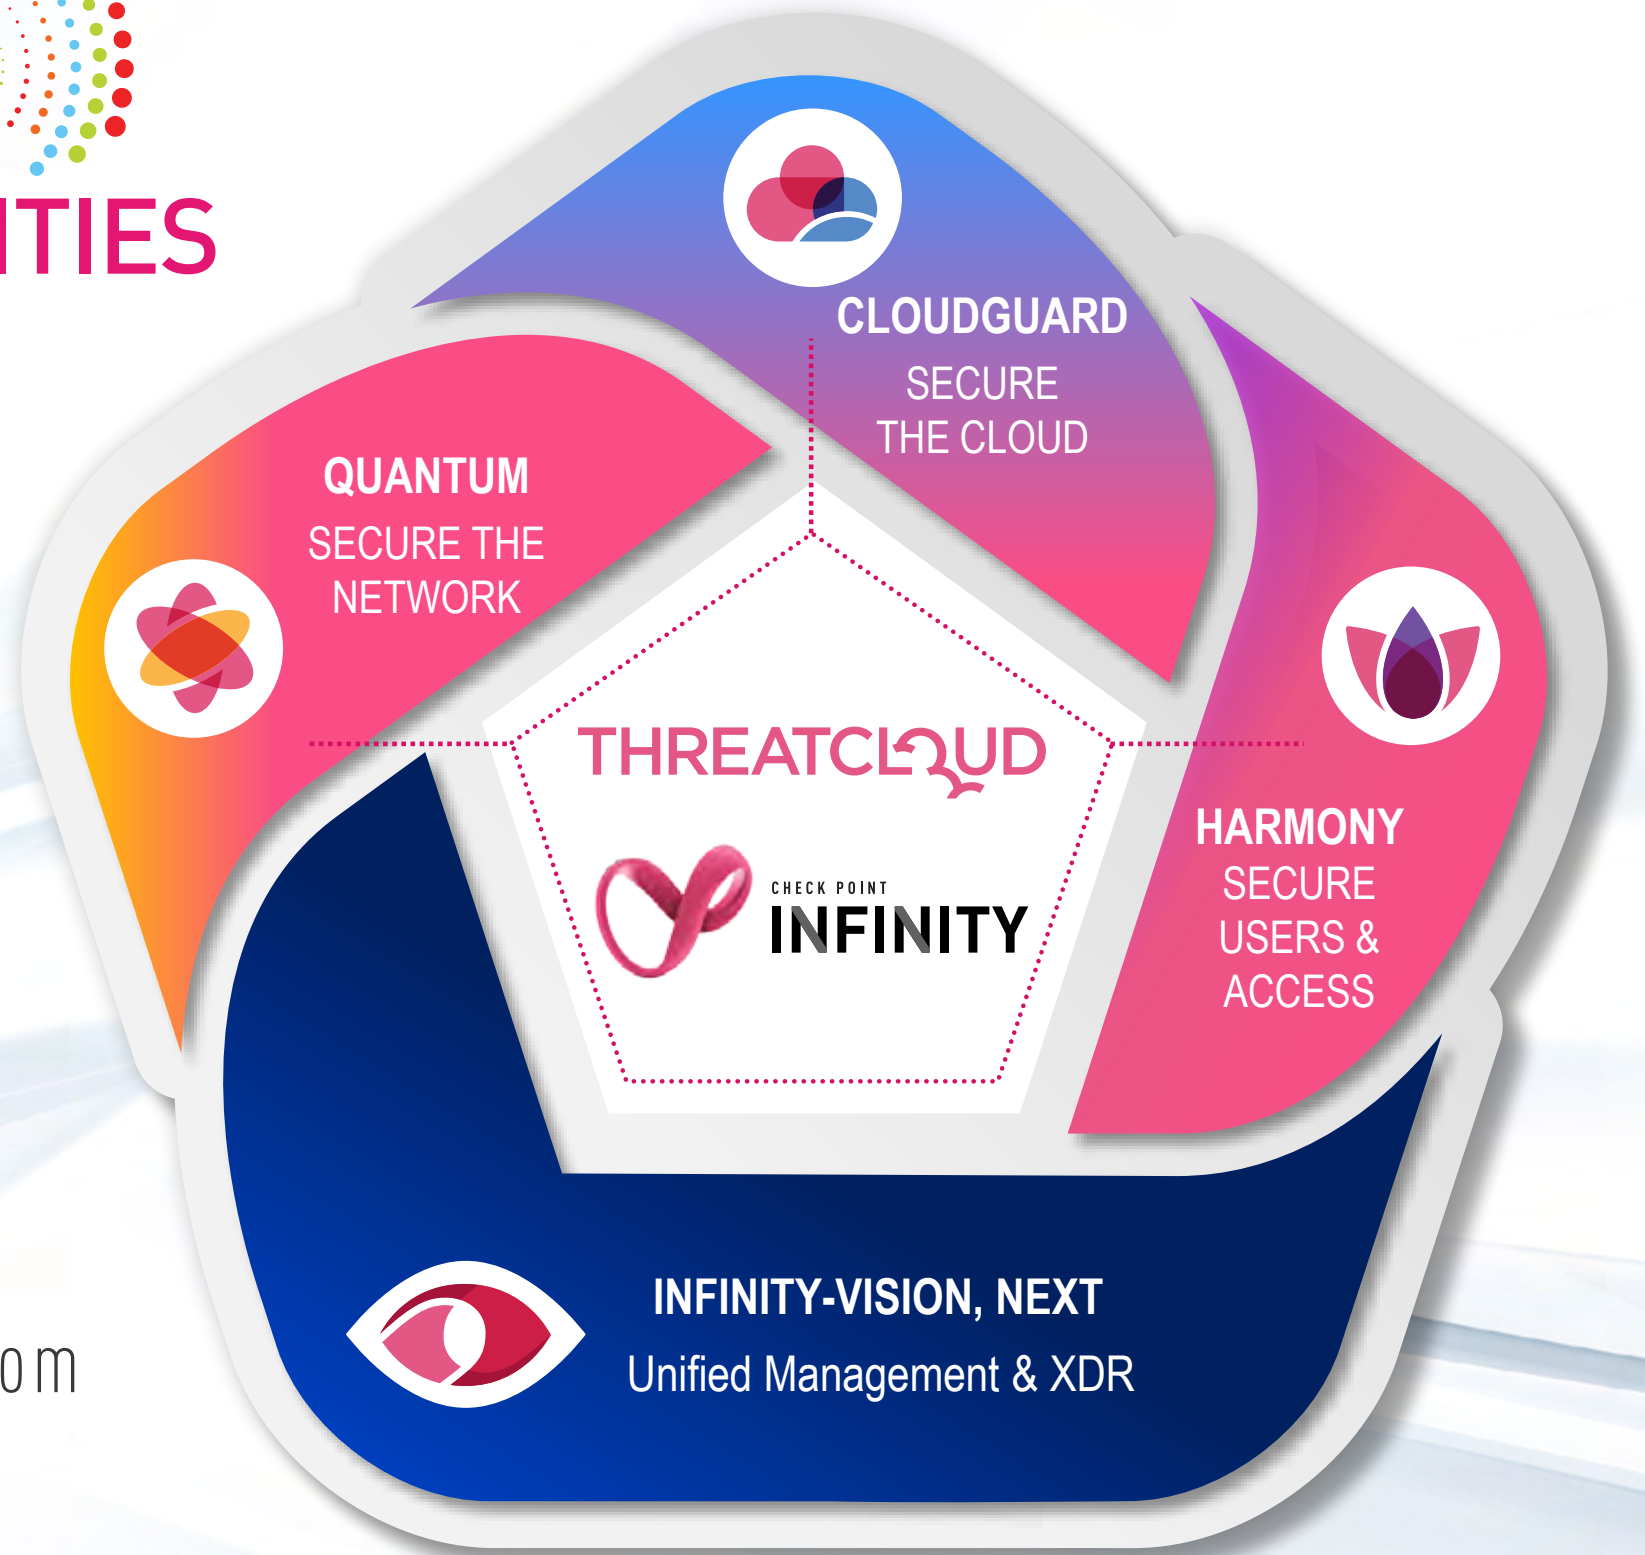 ITIES
CLOUDGUARD
SECURE
THE CLOUD
QUANTUM
SECURE THE
NETWORK
THREATCLOUD
CHECK POINT
INFINITY
HARMONY
SECURE
USERS &
ACCESS
INFINITY-VISION, NEXT
Unified Management & XDR
om